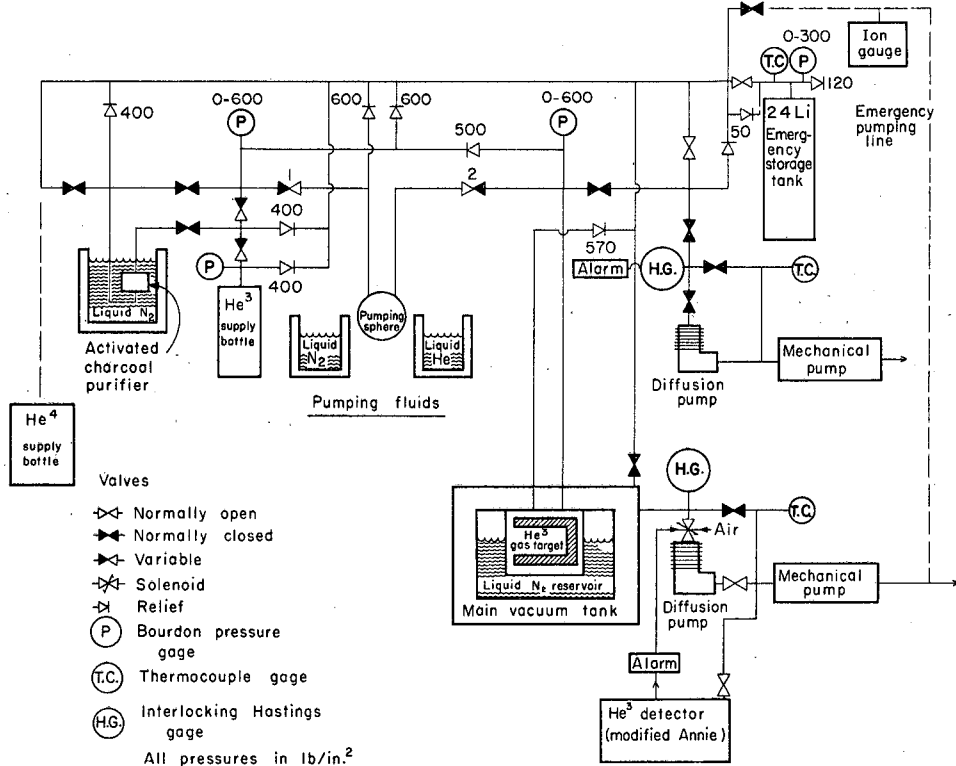 Ion
gauge
0-300
T.C
P
120
0-600
P
400
600
600
0-600
P
500
50
24 Li
Emerg-
ency
storage
tank
Emergency
pumping
line
1
2
400
P
400
570
Alarm
H.G.
T.C.
Liquid N2
Activated
charcoal
purifier
He3
supply
bottle
Liquid
N2
Pumping
sphere
Liquid
He
Pumping fluids
Diffusion
pump
Mechanical
pump
He4
supply
bottle
Valves
Normally open
Normally closed
Variable
Solenoid
Relief
P Bourdon pressure
gage
T.C. Thermocouple gage
H.G. Interlocking Hastings
gage
All pressures in lb/in.2
He3
gas target
Liquid N2 reservoir
Main vacuum tank
H.G.
T.C.
Air
Diffusion
pump
Mechanical
pump
Alarm
He3 detector
(modified Annie)